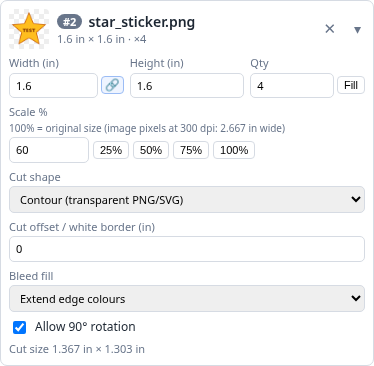 TEST
#2 star_sticker.png
1.6 in × 1.6 in · ×4
Width (in) Height (in) Qty
1.6 1.6 4 Fill
Scale %
100% = original size (image pixels at 300 dpi: 2.667 in wide)
60 25% 50% 75% 100%
Cut shape
Contour (transparent PNG/SVG)
Cut offset / white border (in)
0
Bleed fill
Extend edge colours
Allow 90° rotation
Cut size 1.367 in × 1.303 in